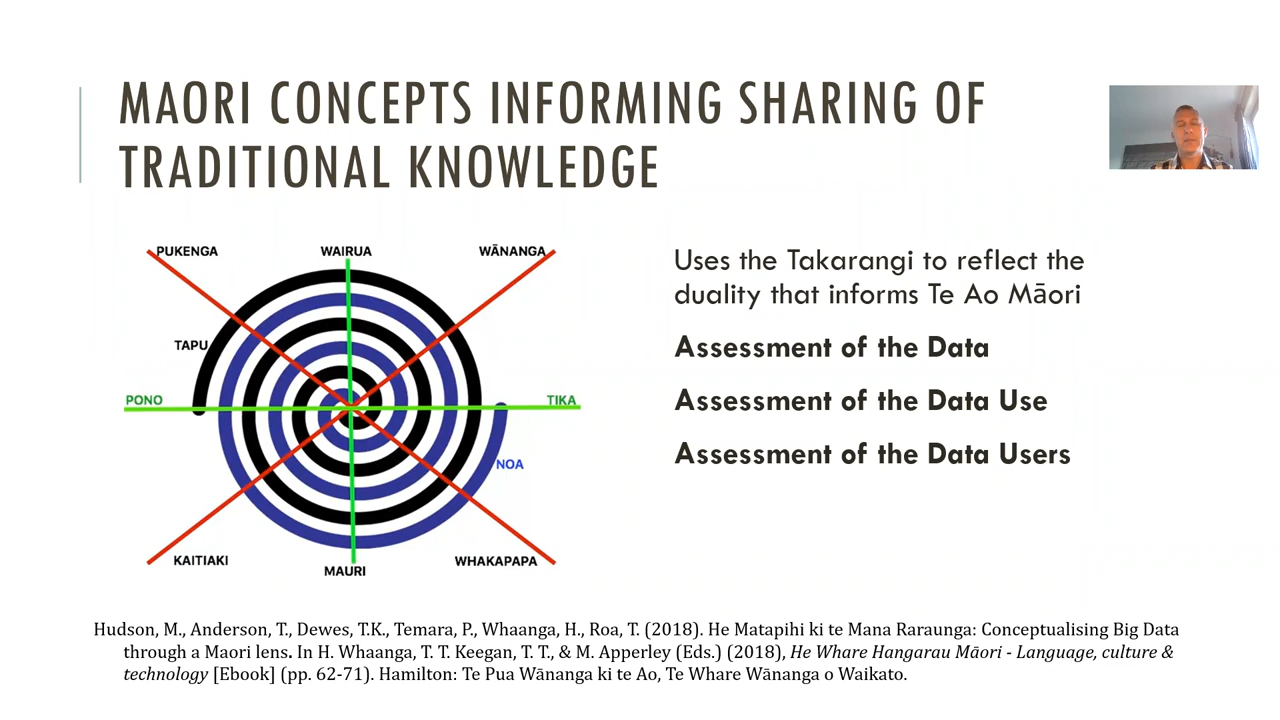 MAORI CONCEPTS INFORMING SHARING OF
TRADITIONAL KNOWLEDGE
PUKENGA
WAIRUA
WĀNANGA
TAPU
PONO
TIKA
NOA
KAITIAKI
MAURI
WHAKAPAPA
Uses the Takarangi to reflect the
duality that informs Te Ao Māori
Assessment of the Data
Assessment of the Data Use
Assessment of the Data Users
Hudson, M., Anderson, T., Dewes, T.K., Temara, P., Whaanga, H., Roa, T. (2018). He Matapihi ki te Mana Raraunga: Conceptualising Big Data
through a Maori lens. In H. Whaanga, T. T. Keegan, T. T., & M. Apperley (Eds.) (2018), He Whare Hangarau Māori - Language, culture &
technology [Ebook] (pp. 62-71). Hamilton: Te Pua Wānanga ki te Ao, Te Whare Wānanga o Waikato.